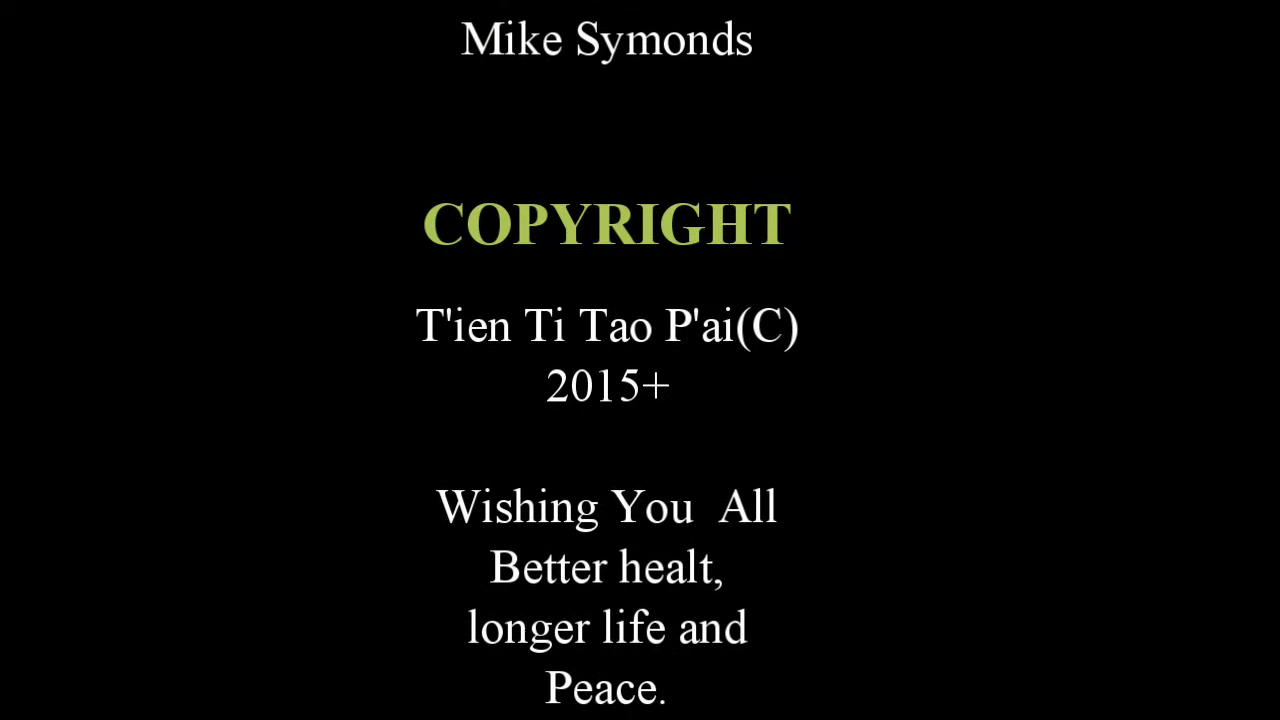 Mike Symonds
COPYRIGHT
T'ien Ti Tao P'ai(C)
2015+
Wishing You  All
Better healt,
longer life and
Peace.